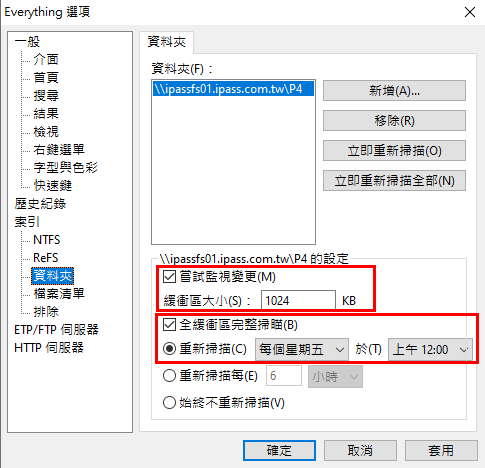 Everything 選項
一般
介面
首頁
搜尋
結果
檢視
右鍵選單
字型與色彩
快速鍵
歷史紀錄
索引
NTFS
ReFS
資料夾
檔案清單
排除
ETP/FTP 伺服器
HTTP 伺服器
資料夾
資料夾(F)：
\\ipassfs01.ipass.com.tw\P4
新增(A)...
移除(R)
立即重新掃描(O)
立即重新掃描全部(N)
\\ipassfs01.ipass.com.tw\P4 的設定
嘗試監視變更(M)
緩衝區大小(S)： 1024 KB
全緩衝區完整掃瞄(B)
重新掃描(C) 每個星期五 於(T) 上午 12:00
重新掃描每(E) 6 小時
始終不重新掃描(V)
確定 取消 套用